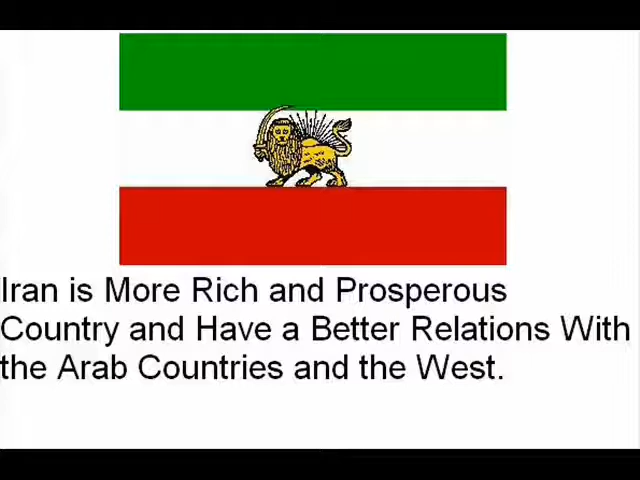 Iran is More Rich and Prosperous
Country and Have a Better Relations With
the Arab Countries and the West.